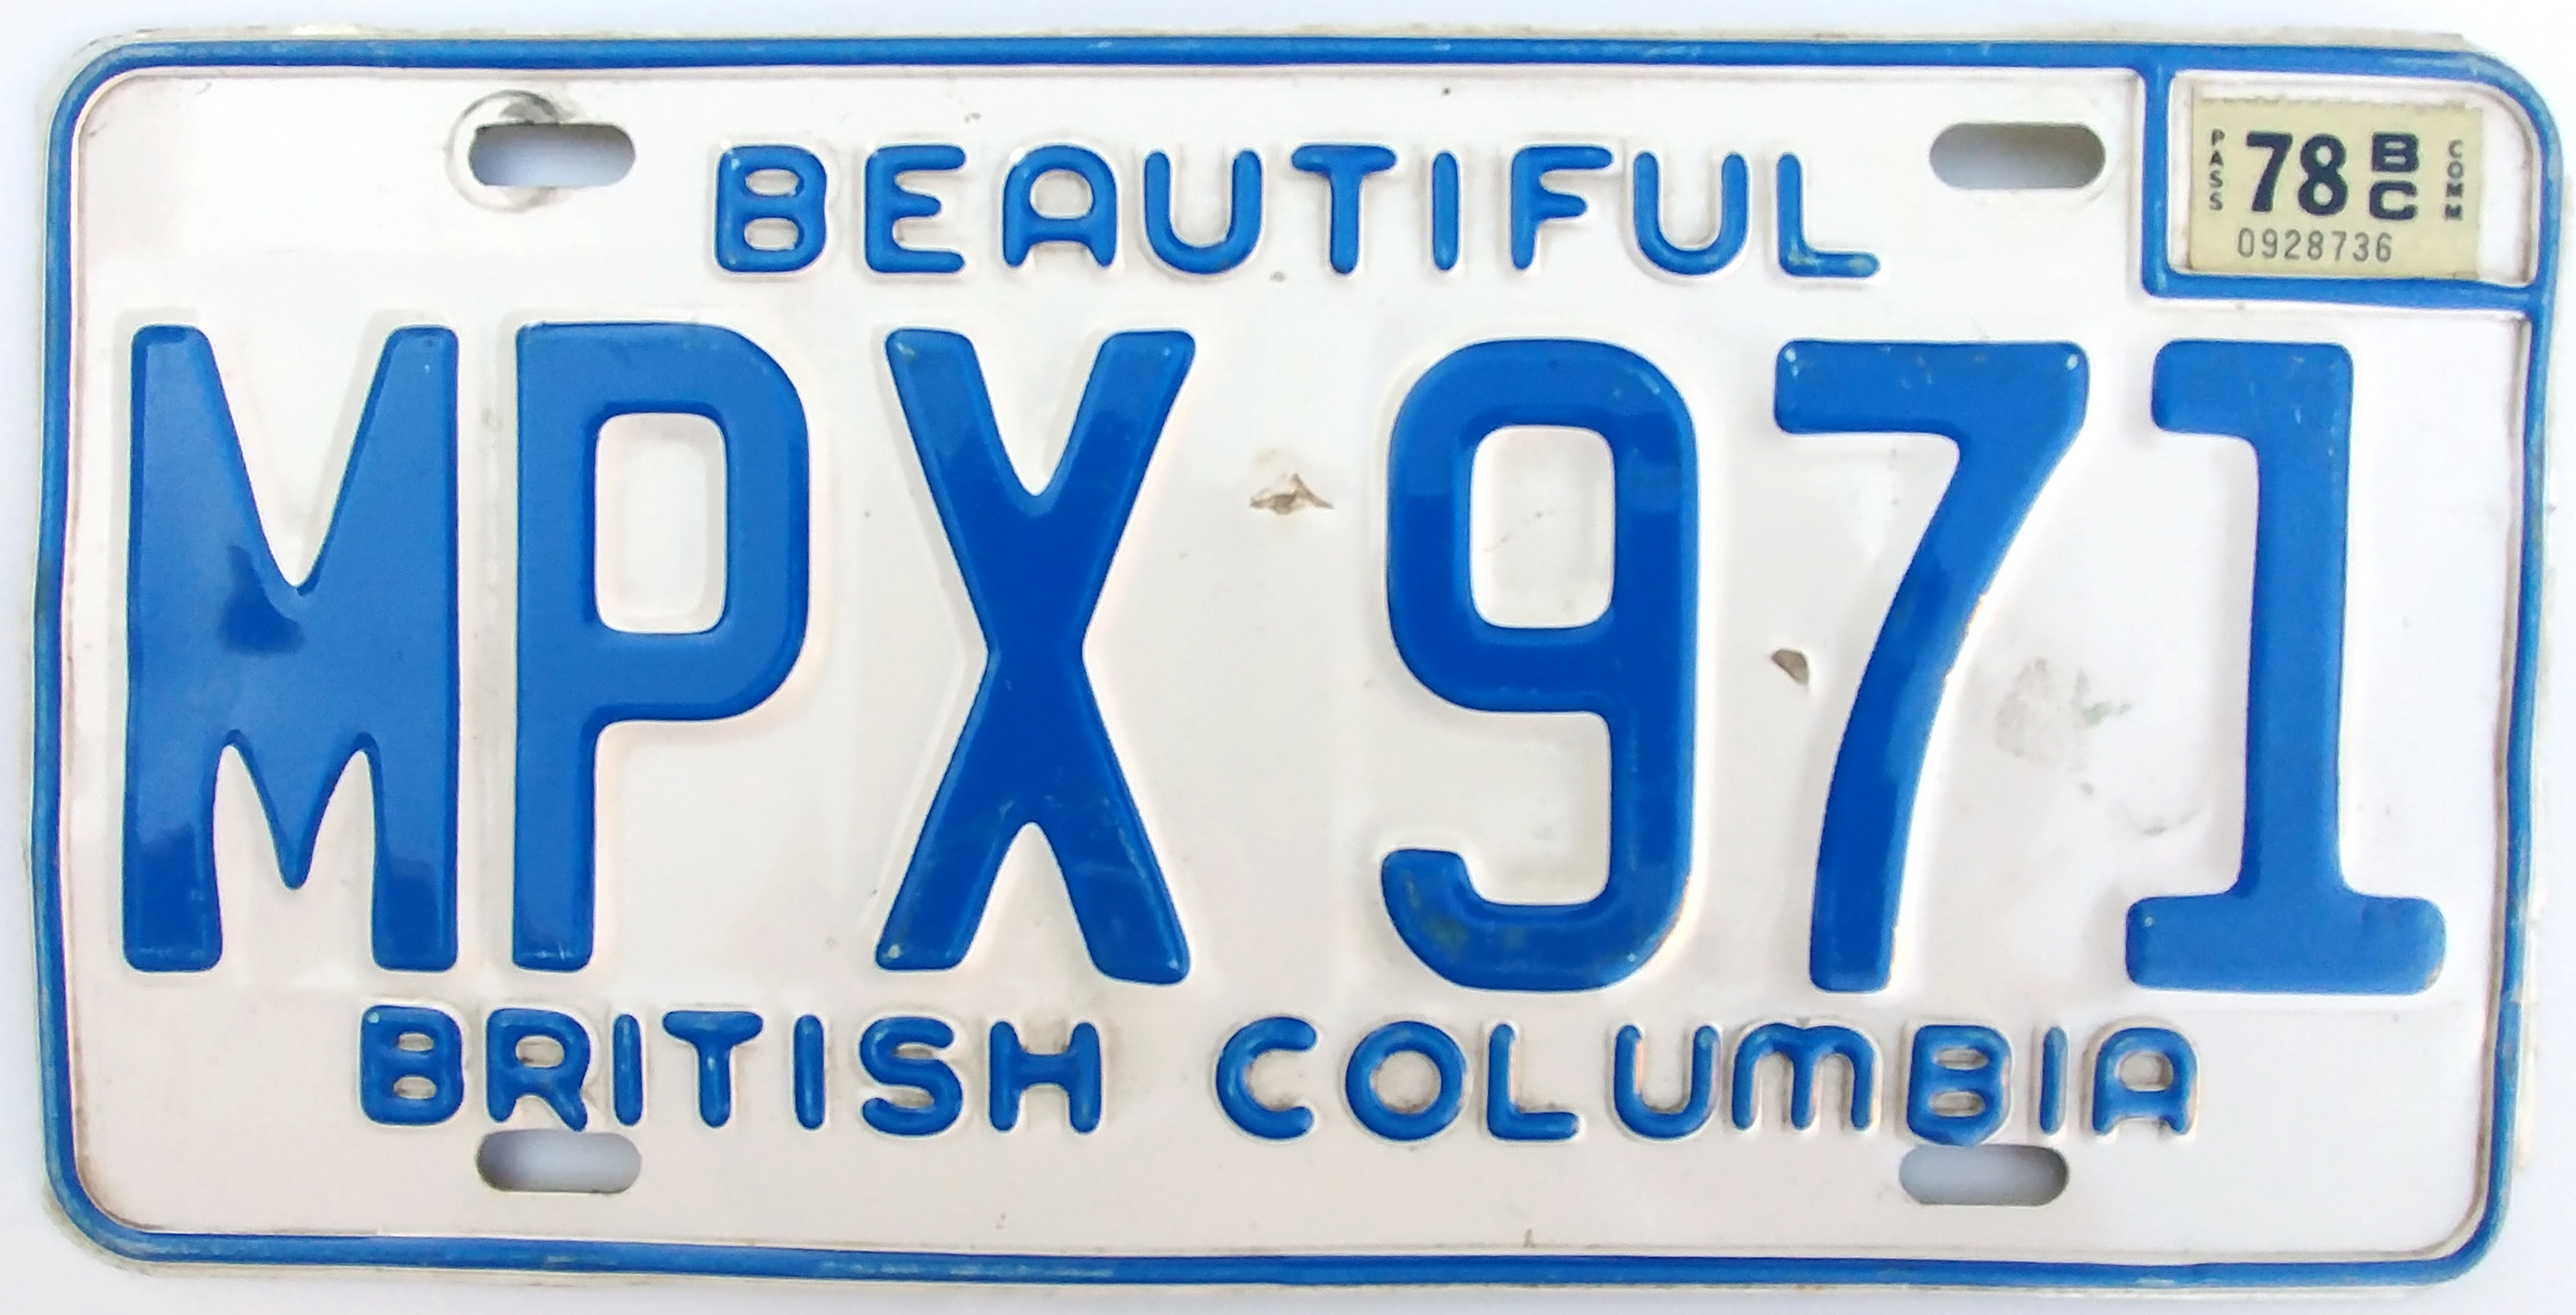 BEAUTIFUL
PASS 78 BC COMM
0928736
MPX 971
BRITISH COLUMBIA